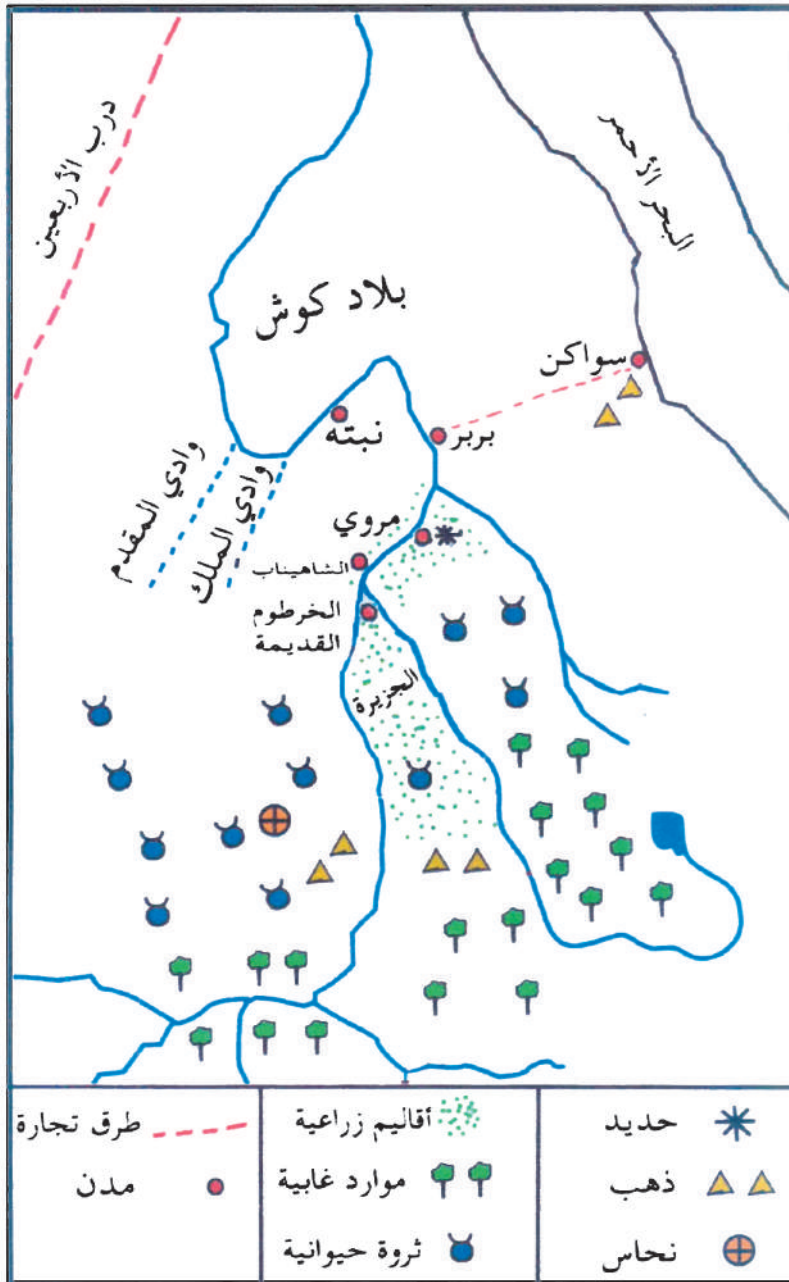 درب الأربعين
البحر الأحمر
بلاد كوش
سواكن
نبته
بربر
وادي المقدم
وادي الملك
مروي
الشاهيناب
الخرطوم
القديمة
الجزيرة
حديد
ذهب
نحاس
أقاليم زراعية
موارد غابية
ثروة حيوانية
طرق تجارة
مدن